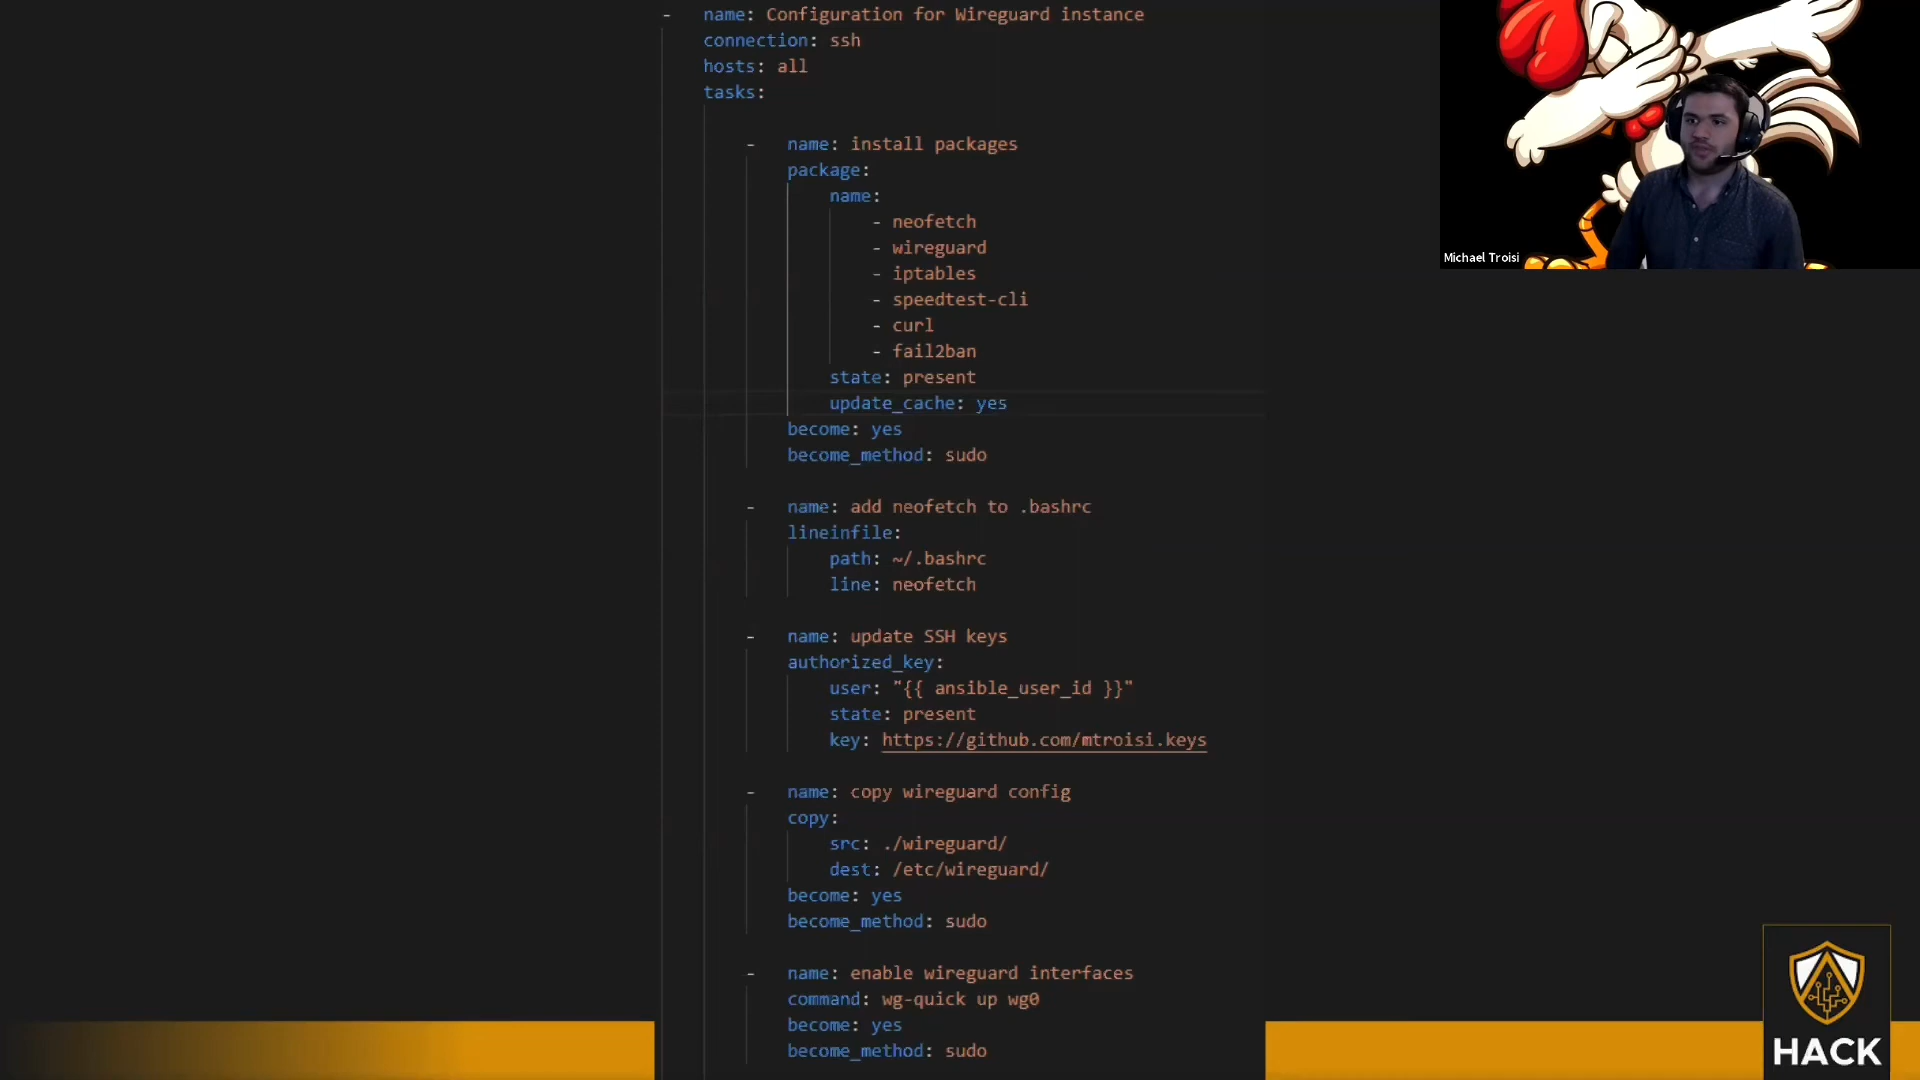 - name: Configuration for Wireguard instance
connection: ssh
hosts: all
tasks:
- name: install packages
package:
name:
- neofetch
- wireguard
- iptables
- speedtest-cli
- curl
- fail2ban
state: present
update_cache: yes
become: yes
become_method: sudo
- name: add neofetch to .bashrc
lineinfile:
path: ~/.bashrc
line: neofetch
- name: update SSH keys
authorized_key:
user: "{{ ansible_user_id }}"
state: present
key: https://github.com/mtroisi.keys
- name: copy wireguard config
copy:
src: ./wireguard/
dest: /etc/wireguard/
become: yes
become_method: sudo
- name: enable wireguard interfaces
command: wg-quick up wg0
become: yes
become_method: sudo
Michael Troisi
HACK